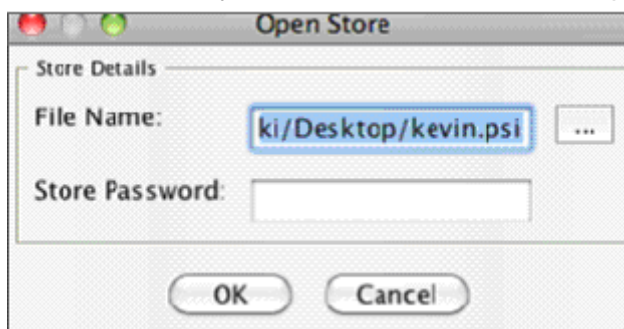 Open Store
Store Details
File Name: ki/Desktop/kevin.psi ...
Store Password:
OK Cancel